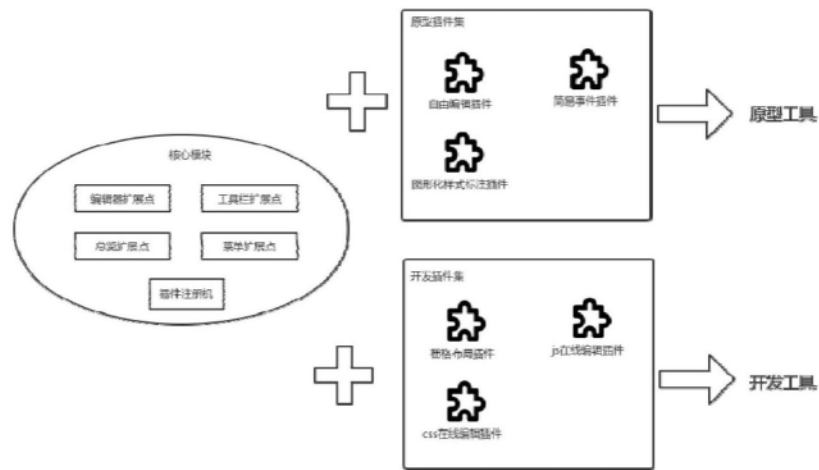 原型插件集
自由编辑插件
简易事件插件
图形化样式标注插件
原型工具
核心模块
编辑器扩展点
工具栏扩展点
总览扩展点
菜单扩展点
插件注册机
开发插件集
栅格布局插件
js在线编辑插件
css在线编辑插件
开发工具